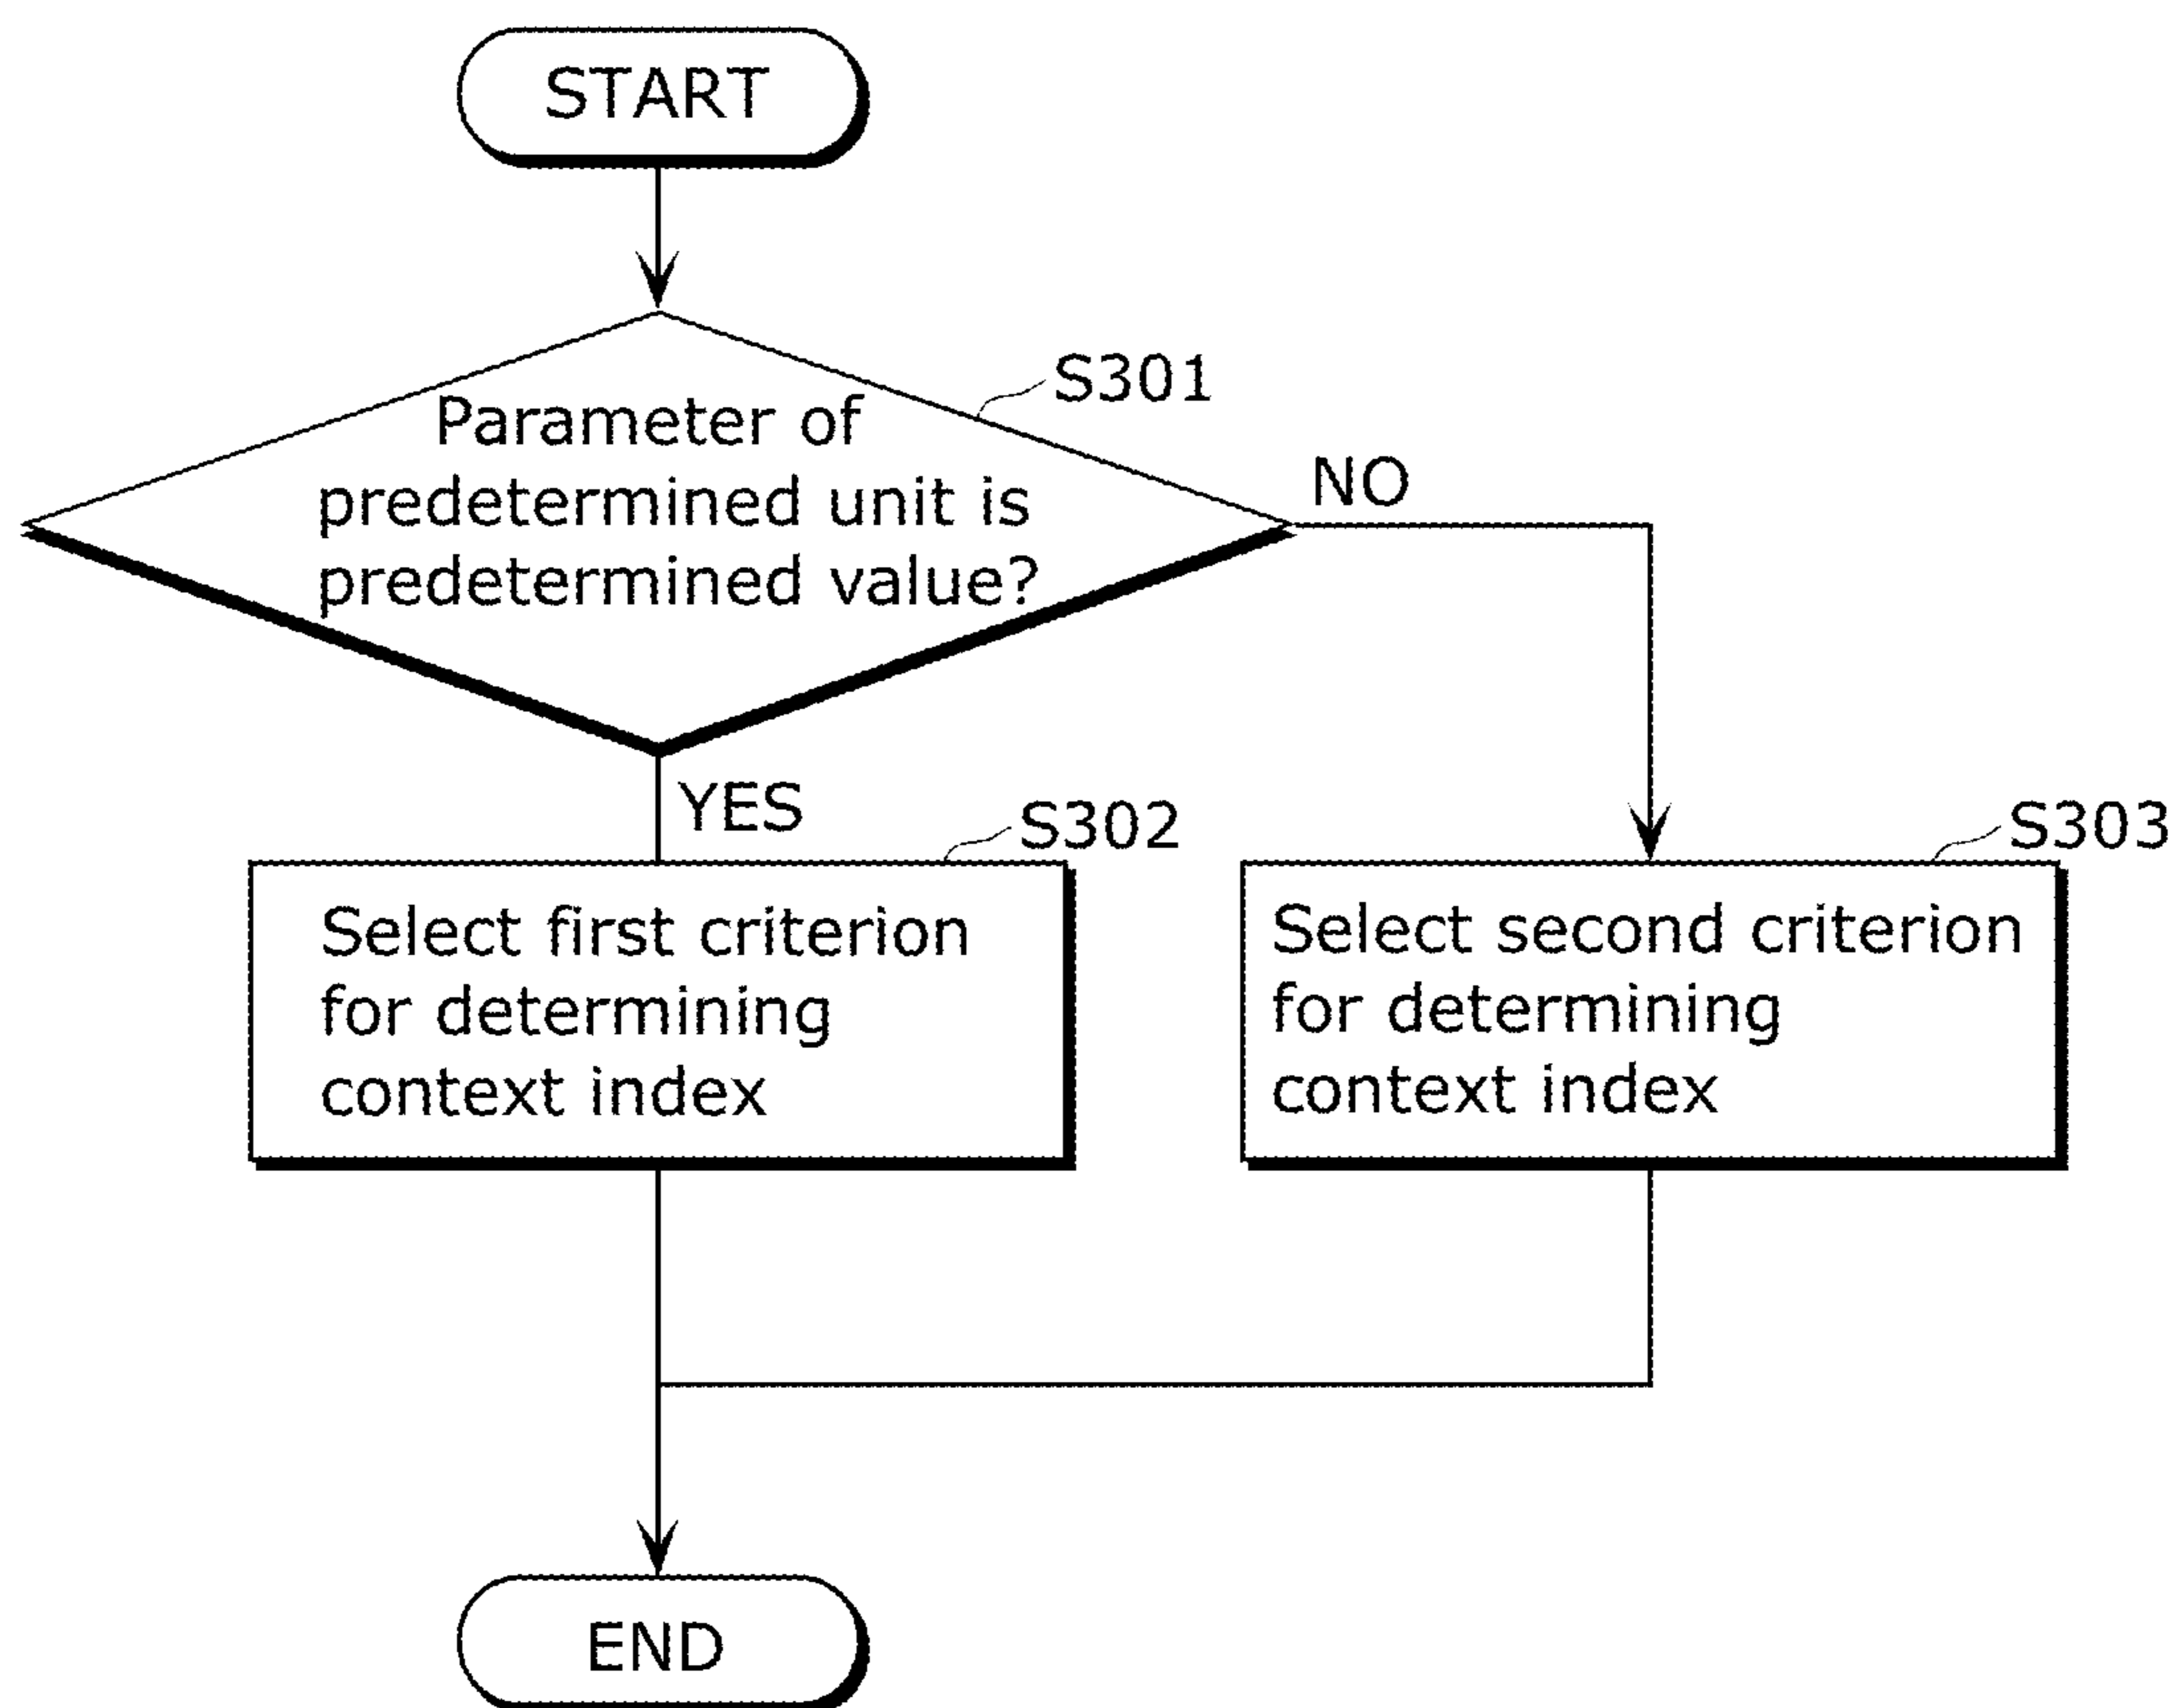 START
S301
Parameter of
predetermined unit is
predetermined value?
NO
YES
S302
Select first criterion
for determining
context index
S303
Select second criterion
for determining
context index
END